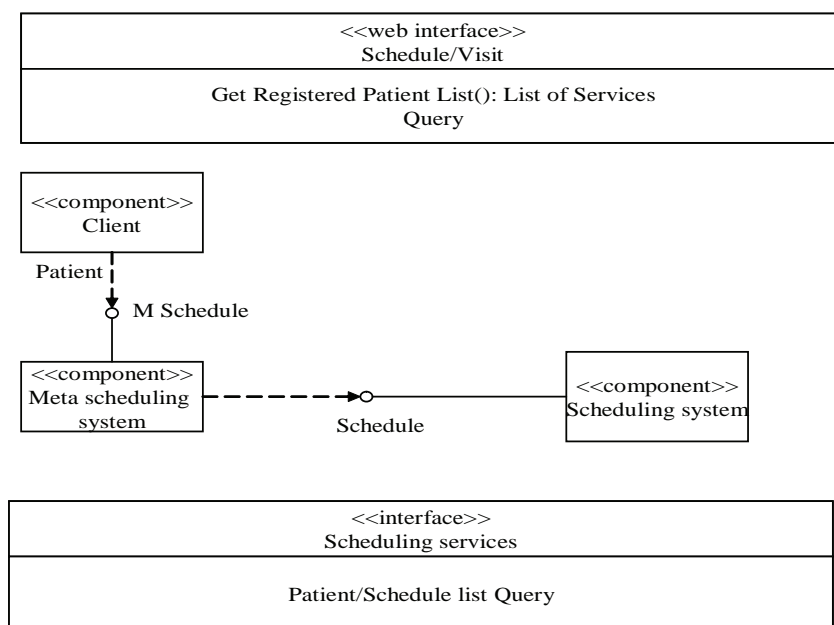 <<web interface>>
Schedule/Visit
Get Registered Patient List(): List of Services
Query
<<component>>
Client
Patient
M Schedule
<<component>>
Meta scheduling
system
Schedule
<<component>>
Scheduling system
<<interface>>
Scheduling services
Patient/Schedule list Query